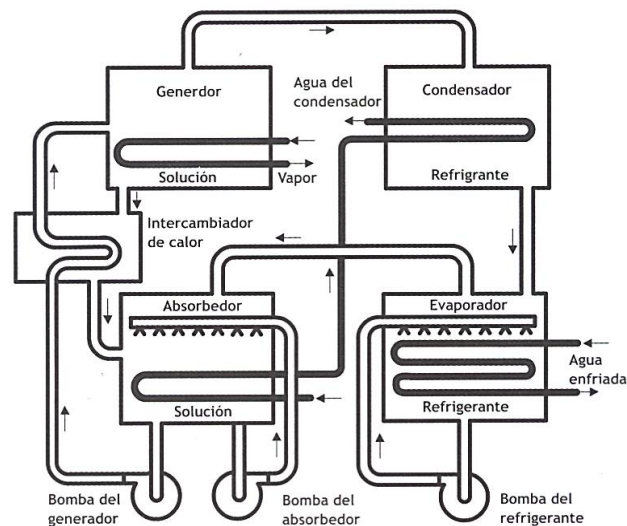 Generdor
Condensador
Agua del
condensador
Solución
Vapor
Refrigrante
Intercambiador
de calor
Absorbedor
Evaporador
Agua
enfriada
Solución
Refrigerante
Bomba del
generador
Bomba del
absorbedor
Bomba del
refrigerante